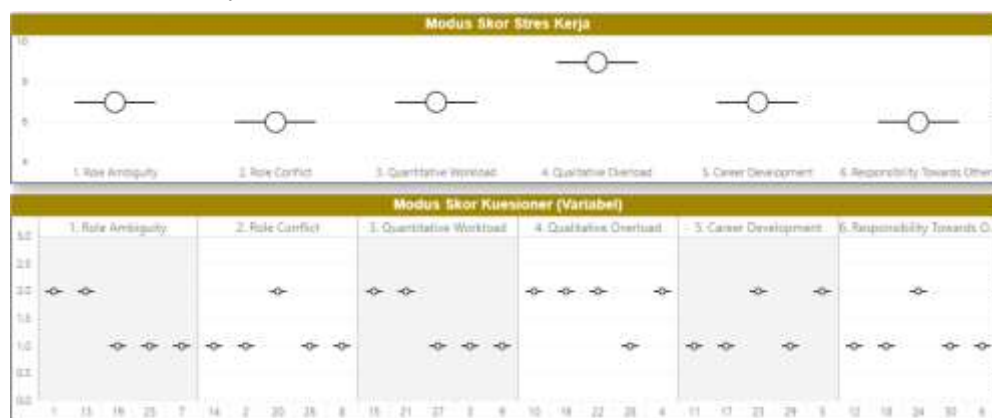 Modus Skor Stres Kerja
10
8
6
4
1. Role Ambiguity 2. Role Conflict 3. Quantitative Workload 4. Qualitative Overload 5. Career Development 6. Responsibility Towards Other
Modus Skor Kuesioner (Variabel)
1. Role Ambiguity 2. Role Conflict 3. Quantitative Workload 4. Qualitative Overload 5. Career Development 6. Responsibility Towards O..
3.0
2.5
2.0
1.5
1.0
0.5
0.0
1 13 19 25 7 14 2 20 26 8 15 21 27 3 9 10 16 22 28 4 11 17 23 29 5 12 18 24 30 6